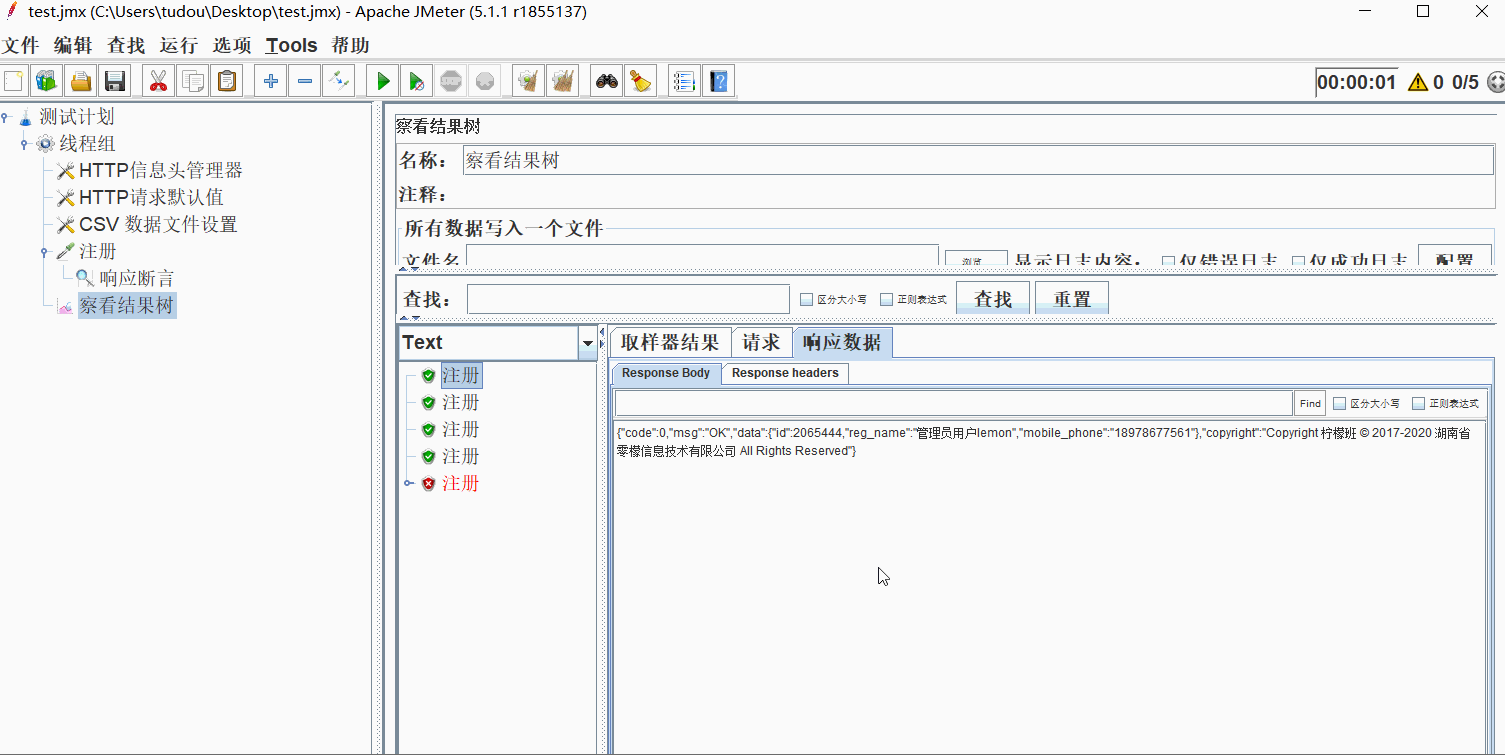 test.jmx (C:\Users\tudou\Desktop\test.jmx) - Apache JMeter (5.1.1 r1855137)
文件 编辑 查找 运行 选项 Tools 帮助
00:00:01 0 0/5
测试计划
线程组
HTTP信息头管理器
HTTP请求默认值
CSV 数据文件设置
注册
响应断言
察看结果树
察看结果树
名称： 察看结果树
注释：
所有数据写入一个文件
文件名 浏览 显示日志内容： 仅错误日志 仅成功日志 配置
查找： 区分大小写 正则表达式 查找 重置
Text
注册
注册
注册
注册
注册
取样器结果 请求 响应数据
Response Body Response headers
Find 区分大小写 正则表达式
{"code":0,"msg":"OK","data":{"id":2065444,"reg_name":"管理员用户lemon","mobile_phone":"18978677561"},"copyright":"Copyright 柠檬班 © 2017-2020 湖南省
零檬信息技术有限公司 All Rights Reserved"}